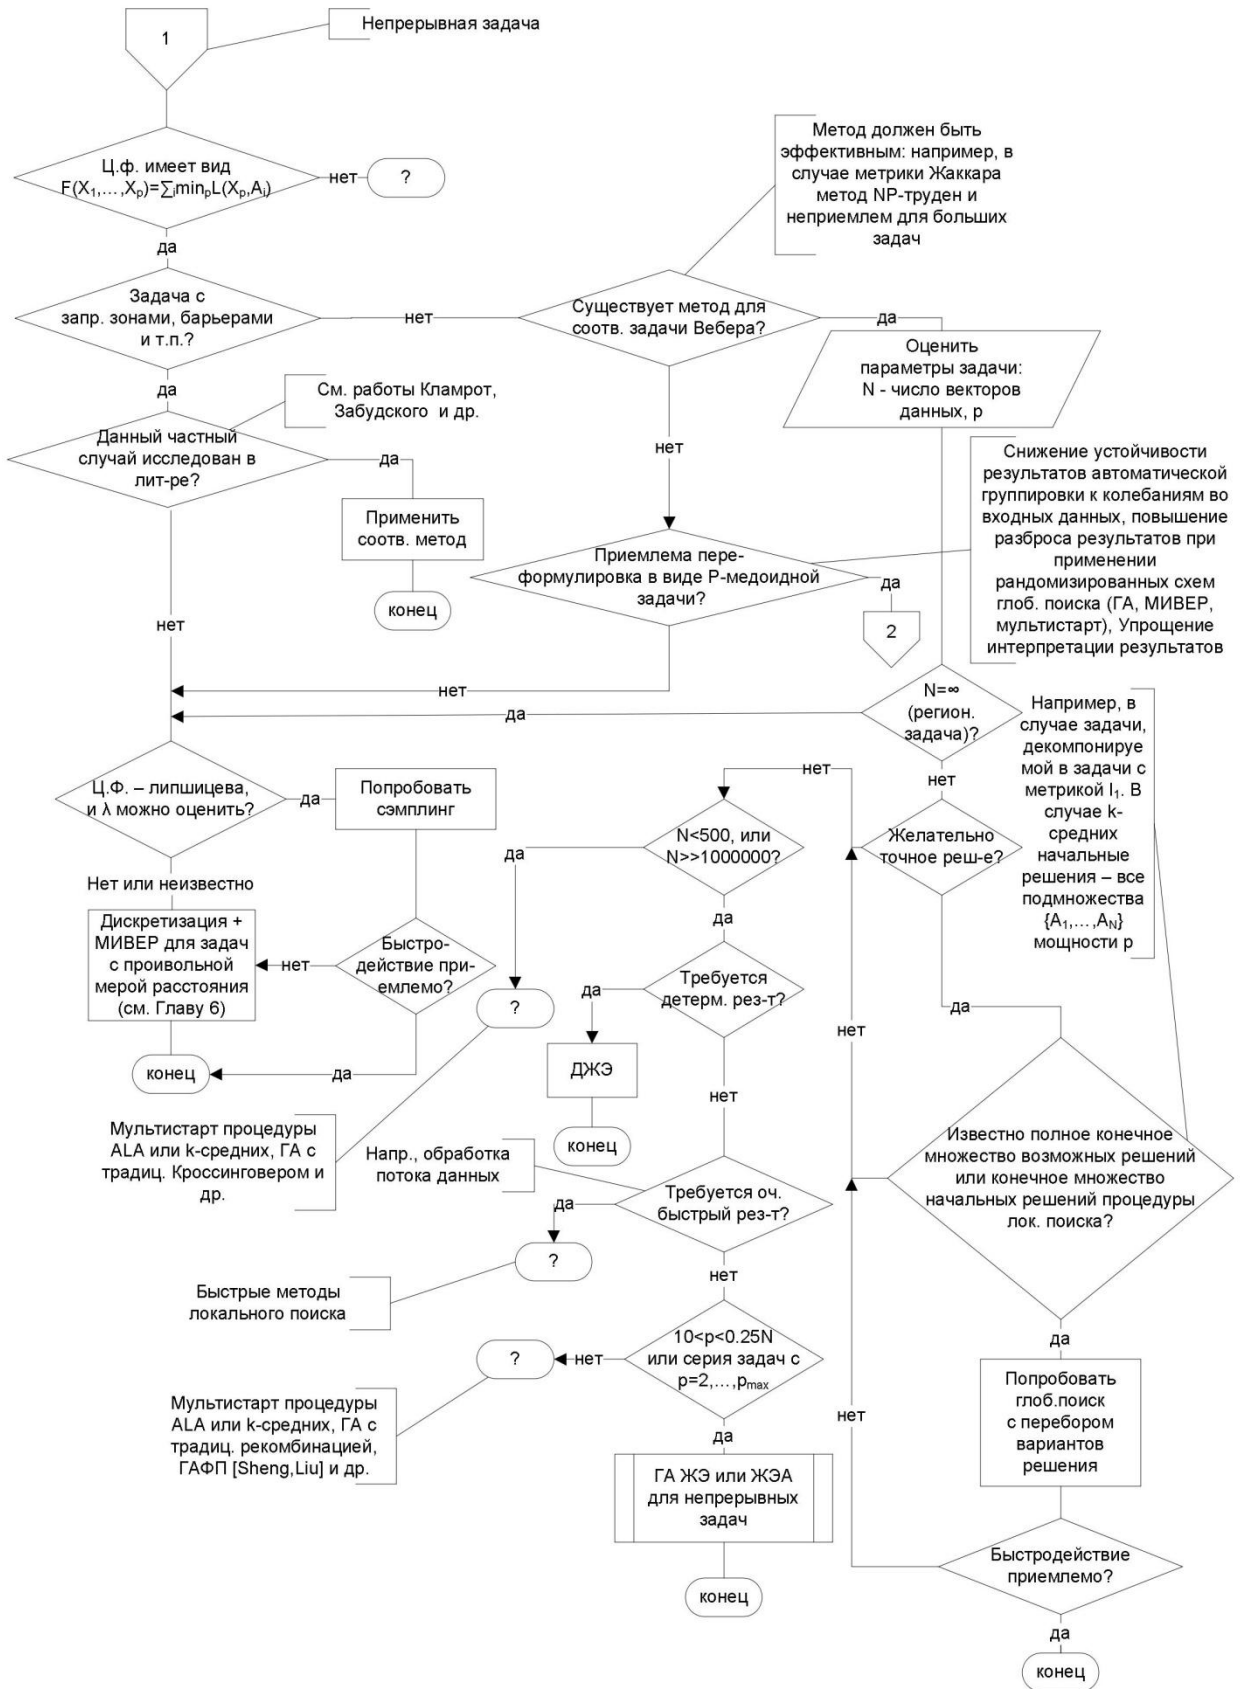 1
Непрерывная задача
Ц.ф. имеет вид
F(X₁,…,Xₚ)=∑ᵢminₚL(Xₚ,Aᵢ)
нет
?
Метод должен быть
эффективным: например, в
случае метрики Жаккара
метод NP-труден и
неприемлем для больших
задач
да
Задача с
запр. зонами, барьерами
и т.п.?
нет
Существует метод для
соотв. задачи Вебера?
да
Оценить
параметры задачи:
N - число векторов
данных, p
да
См. работы Кламрот,
Забудского и др.
Данный частный
случай исследован в
лит-ре?
да
Применить
соотв. метод
конец
нет
нет
Приемлема пере-
формулировка в виде P-медоидной
задачи?
да
2
Снижение устойчивости
результатов автоматической
группировки к колебаниям во
входных данных, повышение
разброса результатов при
применении
рандомизированных схем
глоб. поиска (ГА, МИВЕР,
мультистарт), Упрощение
интерпретации результатов
нет
да
N=∞
(регион.
задача)?
Например, в
случае задачи,
декомпонируе
мой в задачи с
метрикой l₁. В
случае k-
средних
начальные
решения – все
подмножества
{A₁,…,A_N}
мощности p
Ц.Ф. – липшицева,
и λ можно оценить?
да
Попробовать
сэмплинг
нет
нет
N<500, или
N>>1000000?
Желательно
точное реш-е?
да
Нет или неизвестно
Дискретизация +
МИВЕР для задач
с проивольной
мерой расстояния
(см. Главу 6)
нет
Быстро-
действие при-
емлемо?
да
?
да
Требуется
детерм. рез-т?
да
нет
да
конец
да
ДЖЭ
конец
нет
Мультистарт процедуры
ALA или k-средних, ГА с
традиц. Кроссинговером и
др.
Напр., обработка
потока данных
Требуется оч.
быстрый рез-т?
да
?
Известно полное конечное
множество возможных решений
или конечное множество
начальных решений процедуры
лок. поиска?
Быстрые методы
локального поиска
нет
10<p<0.25N
или серия задач с
p=2,…,pₘₐₓ
нет
?
Мультистарт процедуры
ALA или k-средних, ГА с
традиц. рекомбинацией,
ГАФП [Sheng,Liu] и др.
да
ГА ЖЭ или ЖЭА
для непрерывных
задач
конец
да
Попробовать
глоб.поиск
с перебором
вариантов
решения
нет
Быстродействие
приемлемо?
да
конец